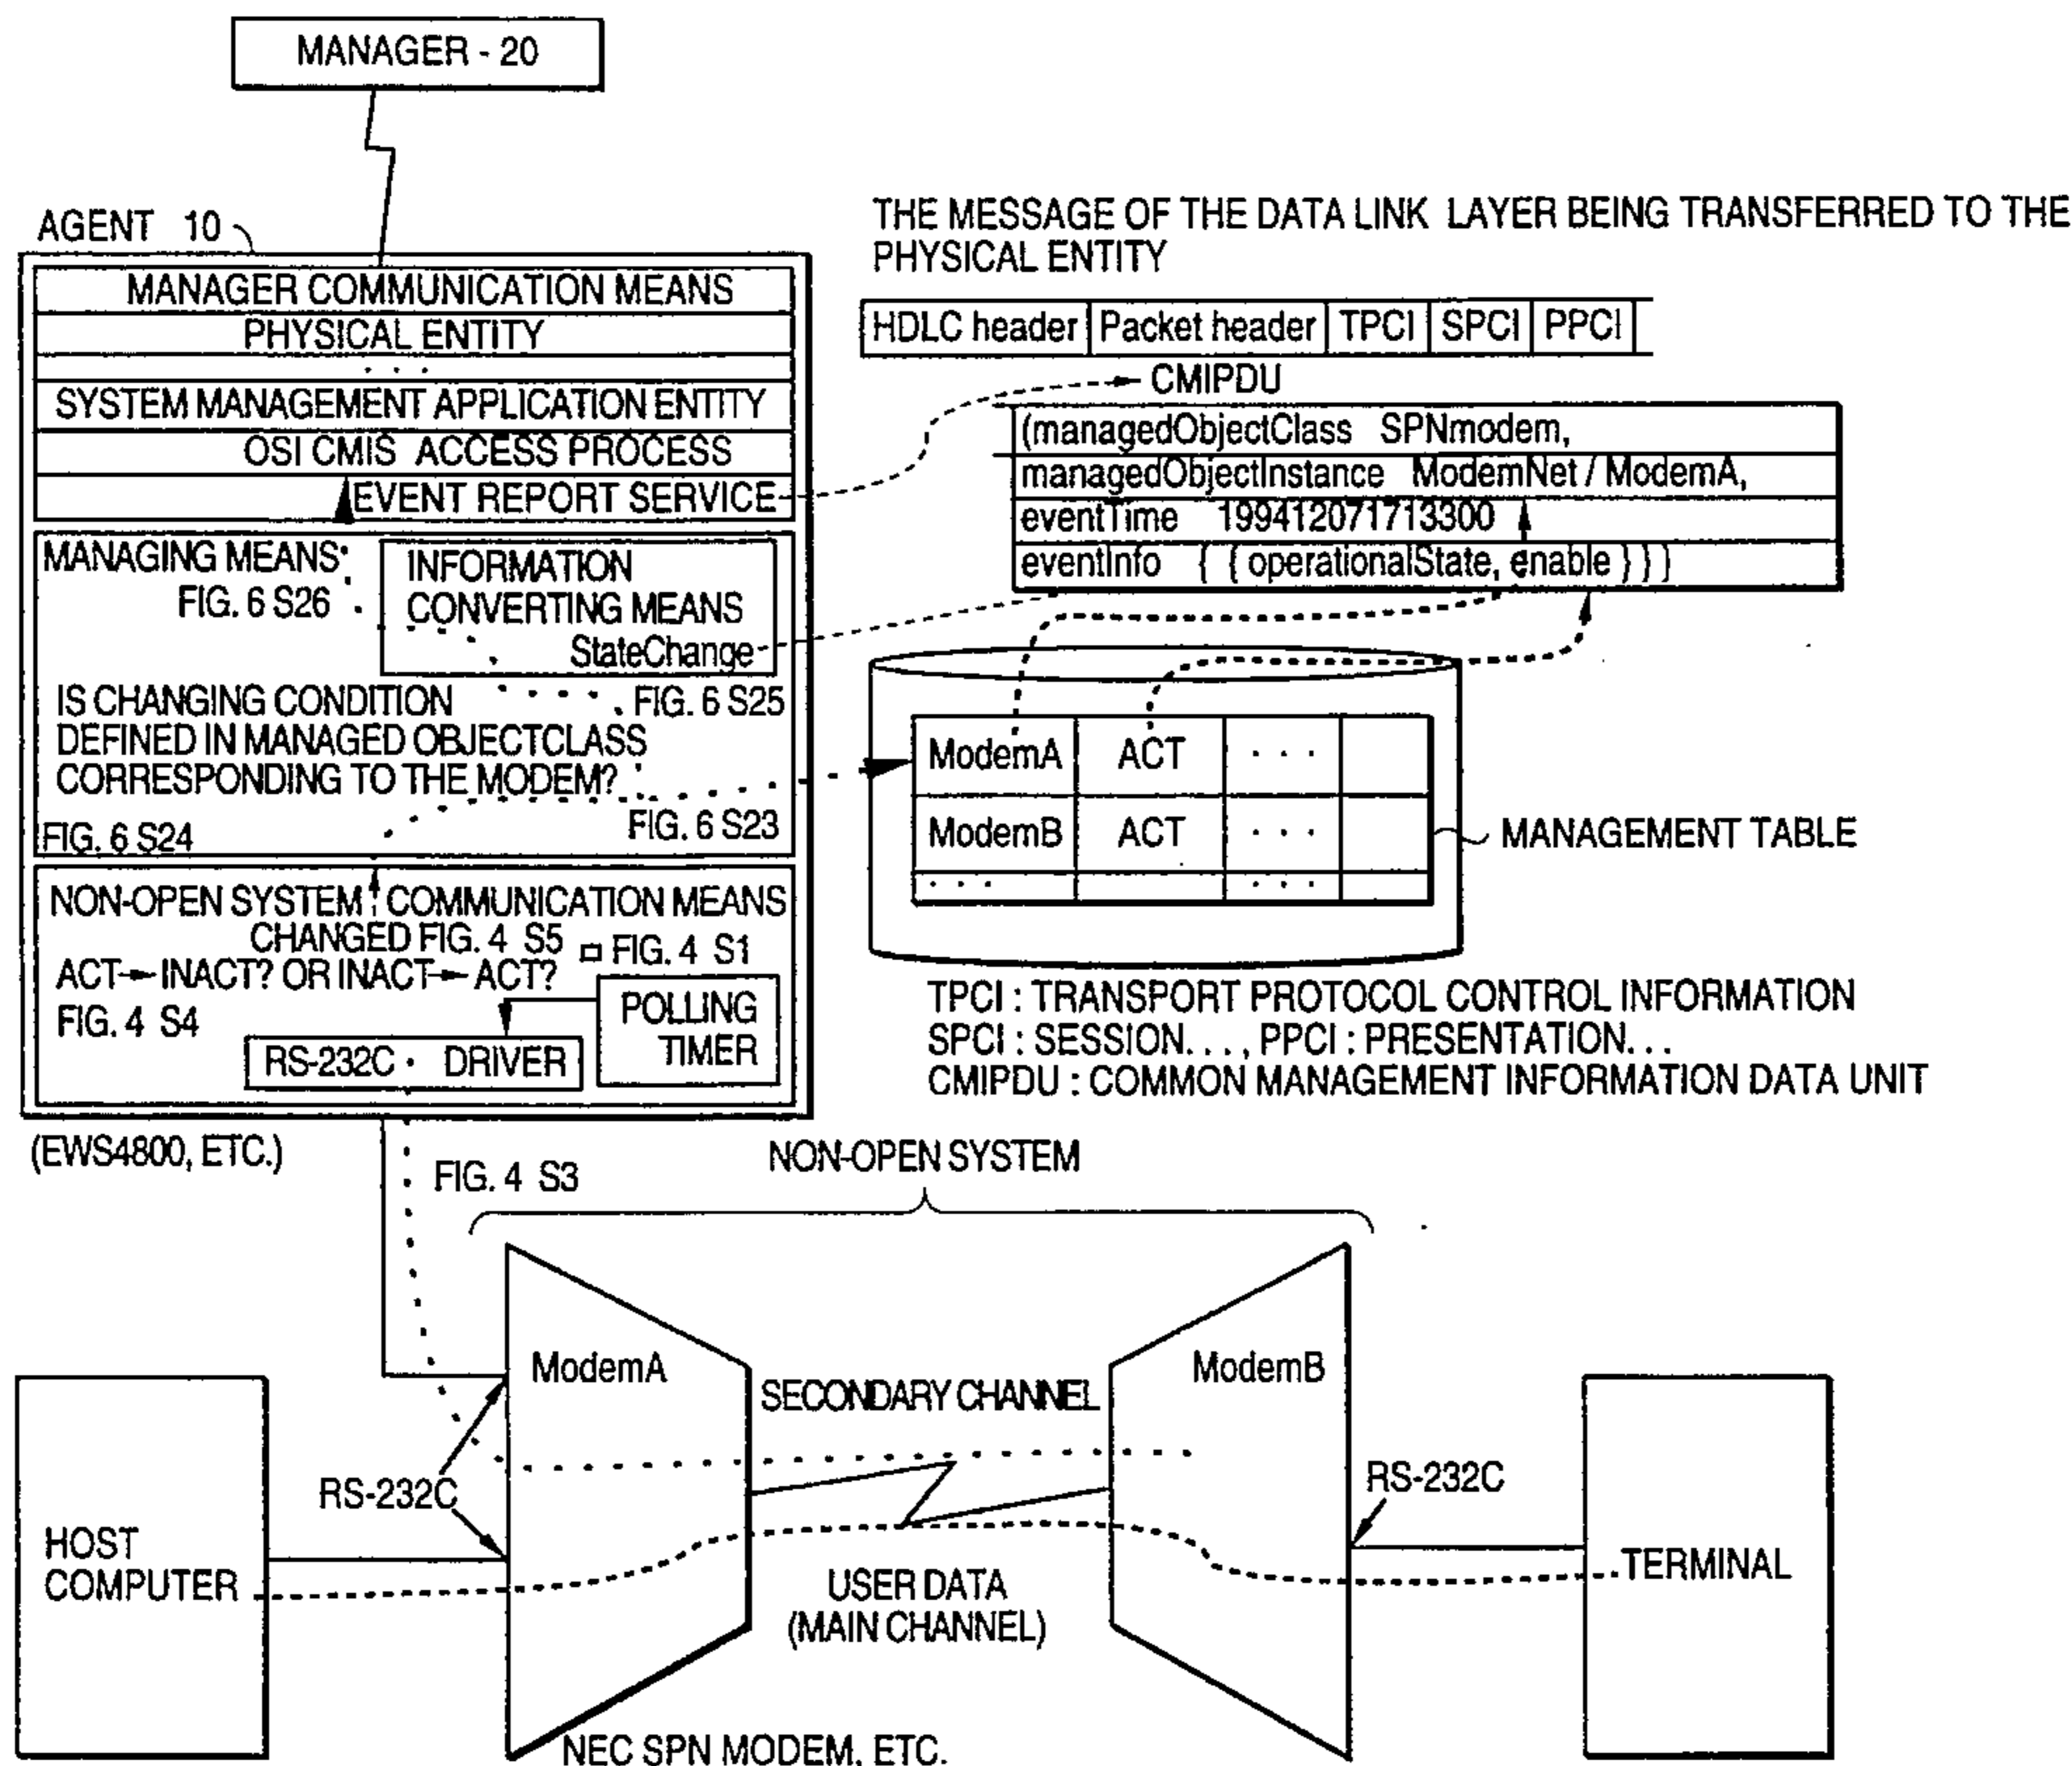 MANAGER - 20
AGENT 10
MANAGER COMMUNICATION MEANS
PHYSICAL ENTITY
. . .
SYSTEM MANAGEMENT APPLICATION ENTITY
OSI CMIS ACCESS PROCESS
EVENT REPORT SERVICE
MANAGING MEANS
FIG. 6 S26
INFORMATION
CONVERTING MEANS
StateChange
FIG. 6 S25
IS CHANGING CONDITION
DEFINED IN MANAGED OBJECTCLASS
CORRESPONDING TO THE MODEM?
FIG. 6 S23
FIG. 6 S24
NON-OPEN SYSTEM COMMUNICATION MEANS
CHANGED FIG. 4 S5
FIG. 4 S1
ACT→INACT? OR INACT→ACT?
FIG. 4 S4
POLLING
TIMER
RS-232C DRIVER
(EWS4800, ETC.)
FIG. 4 S3
THE MESSAGE OF THE DATA LINK LAYER BEING TRANSFERRED TO THE
PHYSICAL ENTITY
HDLC header Packet header TPCI SPCI PPCI
CMIPDU
(managedObjectClass SPNmodem,
managedObjectInstance ModemNet / ModemA,
eventTime 199412071713300
eventInfo { { operationalState, enable } } )
ModemA ACT . . .
ModemB ACT . . .
. . . . . .
MANAGEMENT TABLE
TPCI : TRANSPORT PROTOCOL CONTROL INFORMATION
SPCI : SESSION. . . , PPCI : PRESENTATION. . .
CMIPDU : COMMON MANAGEMENT INFORMATION DATA UNIT
NON-OPEN SYSTEM
ModemA
ModemB
SECONDARY CHANNEL
RS-232C
RS-232C
HOST
COMPUTER
USER DATA
(MAIN CHANNEL)
TERMINAL
NEC SPN MODEM, ETC.